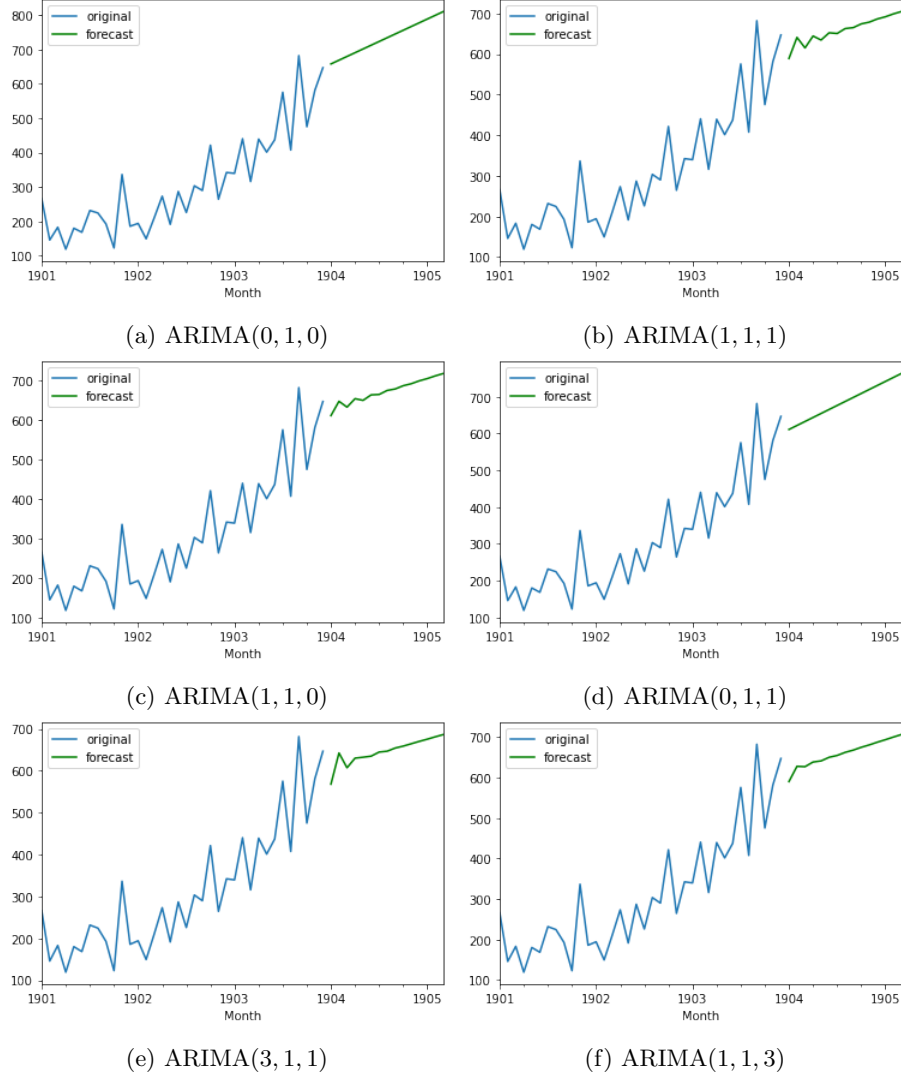 original
forecast
800
700
600
500
400
300
200
100
1901 1902 1903 1904 1905
Month
(a) ARIMA(0, 1, 0)
original
forecast
700
600
500
400
300
200
100
1901 1902 1903 1904 1905
Month
(b) ARIMA(1, 1, 1)
original
forecast
700
600
500
400
300
200
100
1901 1902 1903 1904 1905
Month
(c) ARIMA(1, 1, 0)
original
forecast
700
600
500
400
300
200
100
1901 1902 1903 1904 1905
Month
(d) ARIMA(0, 1, 1)
original
forecast
700
600
500
400
300
200
100
1901 1902 1903 1904 1905
Month
(e) ARIMA(3, 1, 1)
original
forecast
700
600
500
400
300
200
100
1901 1902 1903 1904 1905
Month
(f) ARIMA(1, 1, 3)